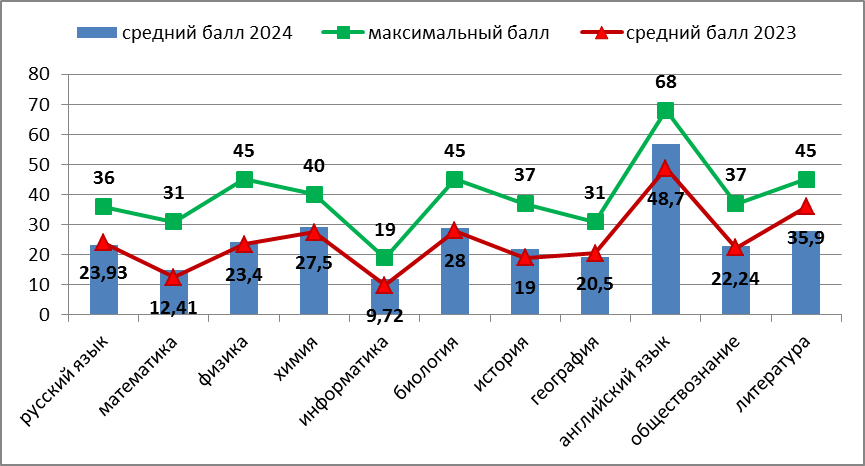 средний балл 2024 максимальный балл средний балл 2023
80
70
60
50
40
30
20
10
0
36 31 45 40 19 45 37 31 68 37 45
23,93 12,41 23,4 27,5 9,72 28 19 20,5 48,7 22,24 35,9
русский язык
математика
физика
химия
информатика
биология
история
география
английский язык
обществознание
литература